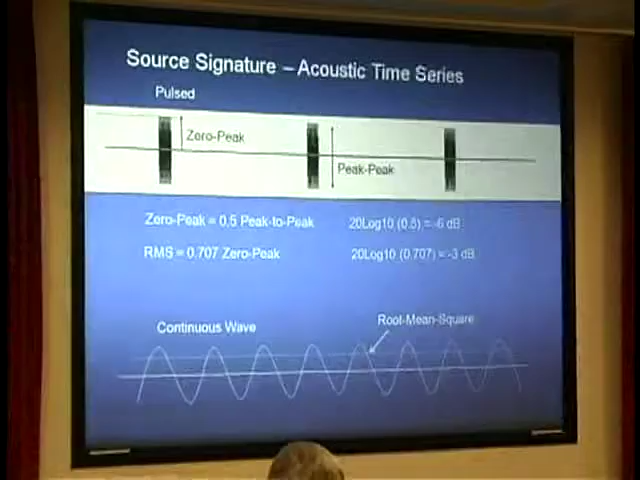 Source Signature – Acoustic Time Series
Pulsed
Zero-Peak
Peak-Peak
Zero-Peak = 0.5 Peak-to-Peak 20Log10 (0.5) = -6 dB
RMS = 0.707 Zero-Peak 20Log10 (0.707) = -3 dB
Root-Mean-Square
Continuous Wave